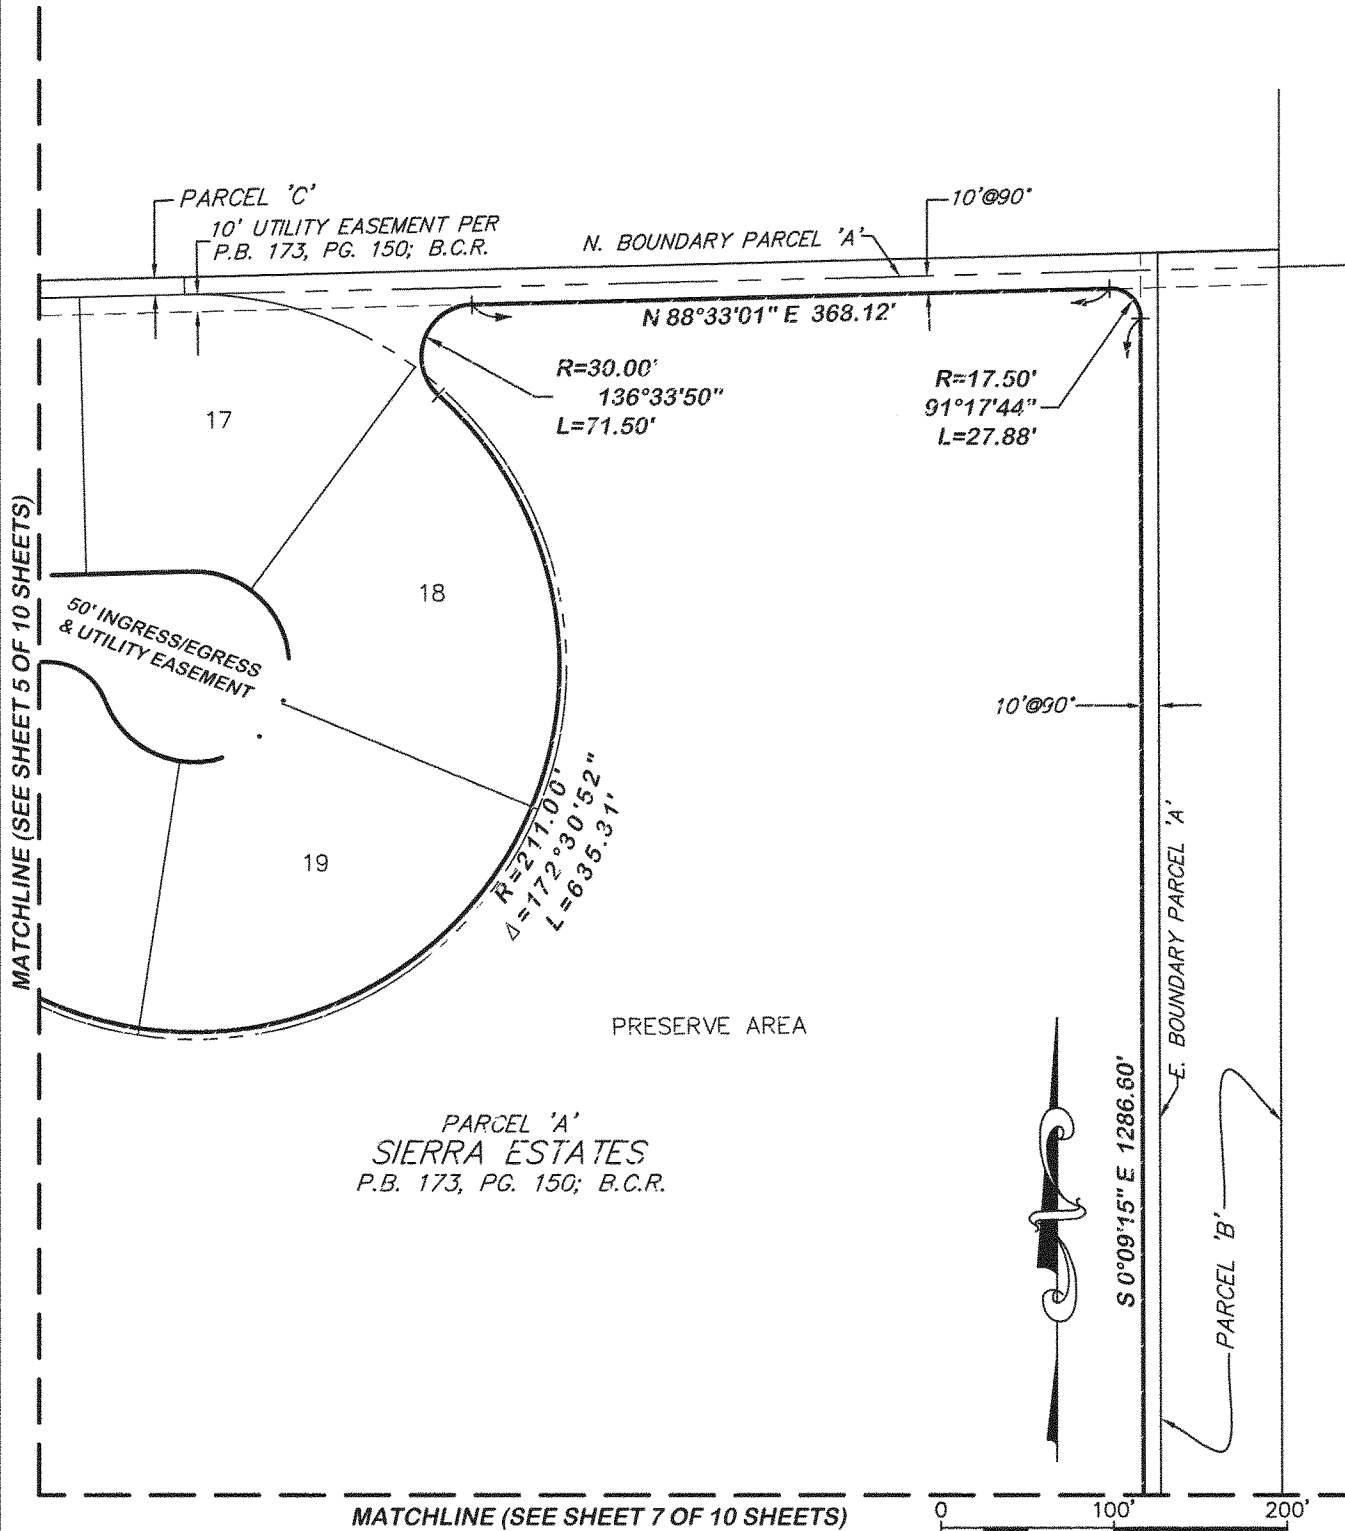 PARCEL 'C'
10' UTILITY EASEMENT PER
P.B. 173, PG. 150; B.C.R.
N. BOUNDARY PARCEL 'A'
10'@90°
N 88°33'01" E 368.12'
R=30.00'
136°33'50"
L=71.50'
R=17.50'
91°17'44"
L=27.88'
17
18
19
50' INGRESS/EGRESS
& UTILITY EASEMENT
MATCHLINE (SEE SHEET 5 OF 10 SHEETS)
10'@90°
R=211.00'
Δ=172°30'52"
L=635.31'
E. BOUNDARY PARCEL 'A'
PRESERVE AREA
PARCEL 'A'
SIERRA ESTATES
P.B. 173, PG. 150; B.C.R.
S 0°09'15" E 1286.60'
PARCEL 'B'
MATCHLINE (SEE SHEET 7 OF 10 SHEETS)
0 100' 200'